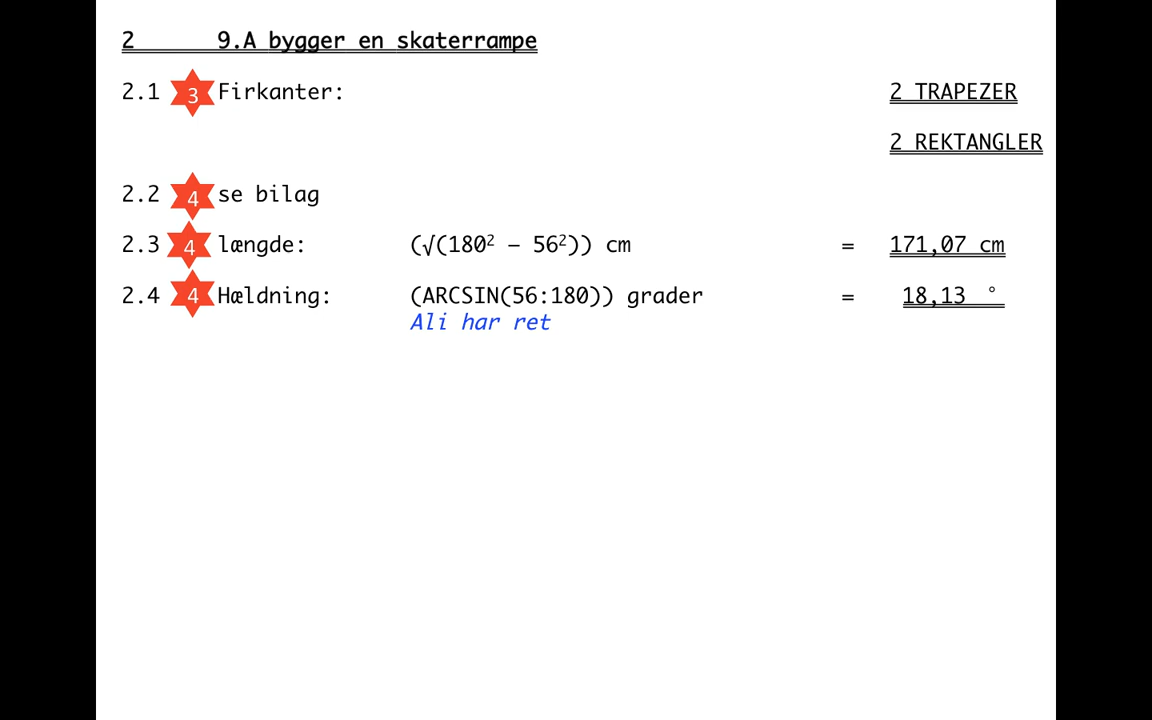 2 9.A bygger en skaterrampe
2.1 3 Firkanter: 2 TRAPEZER
2 REKTANGLER
2.2 4 se bilag
2.3 4 længde: (√(180² – 56²)) cm = 171,07 cm
2.4 4 Hældning: (ARCSIN(56:180)) grader = 18,13 °
Ali har ret